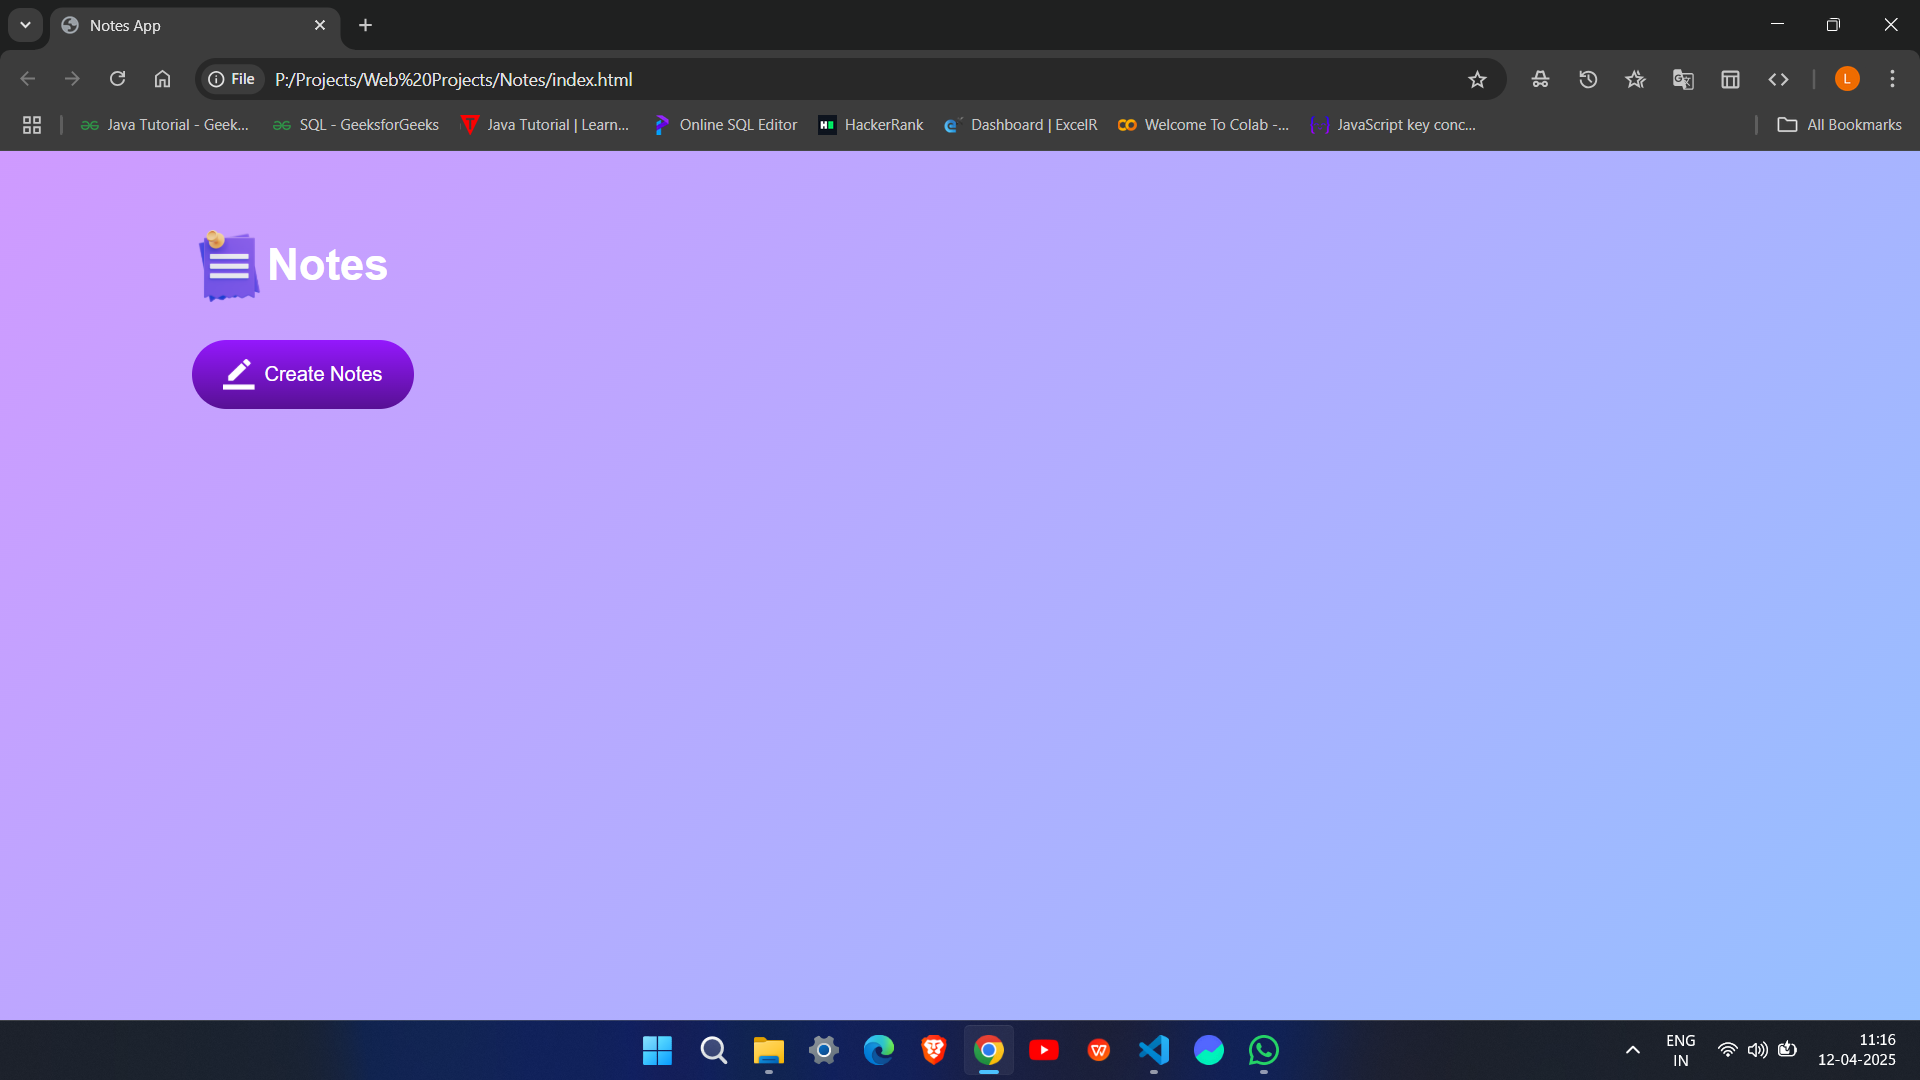 Notes App
File
P:/Projects/Web%20Projects/Notes/index.html
L
Java Tutorial - Geek...
SQL - GeeksforGeeks
Java Tutorial | Learn...
Online SQL Editor
HackerRank
Dashboard | ExcelR
Welcome To Colab -...
JavaScript key conc...
All Bookmarks
Notes
Create Notes
ENG
IN
11:16
12-04-2025